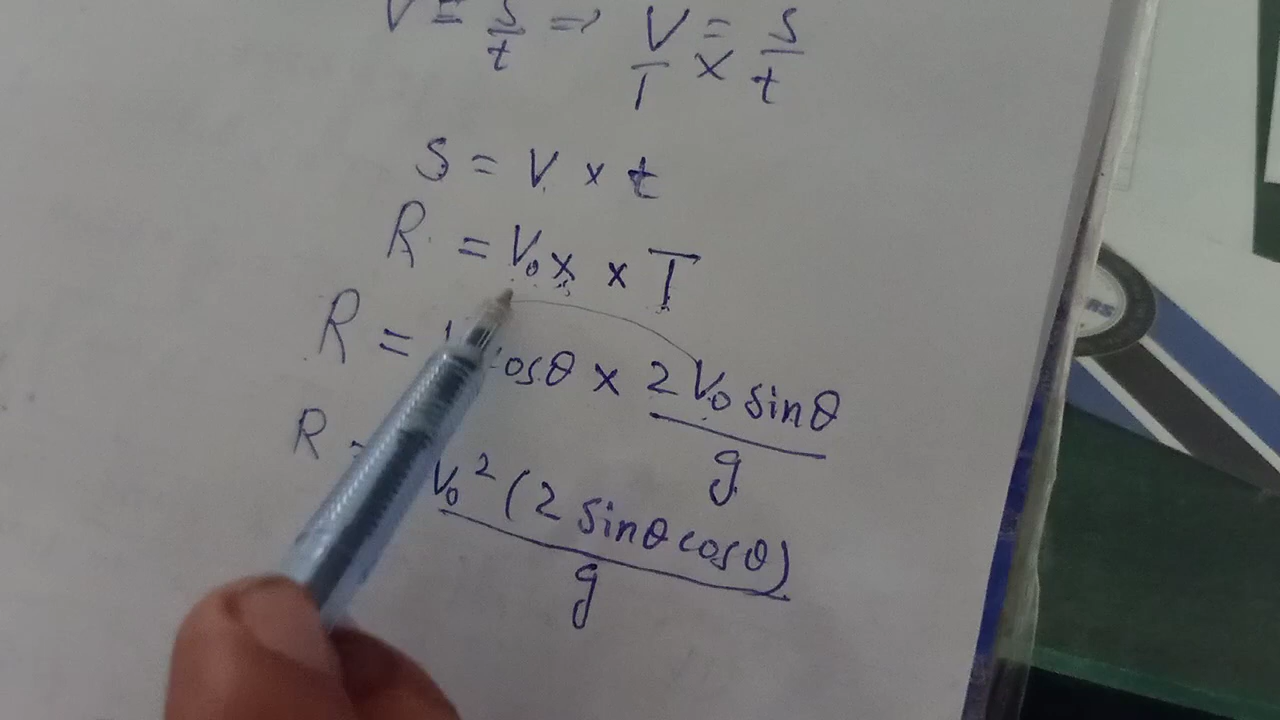 V = s/t => V/1 = s/t
S = V × t
R = V₀x × T
R = cosθ × 2V₀ sinθ / g
R = V₀² (2 sinθ cosθ) / g